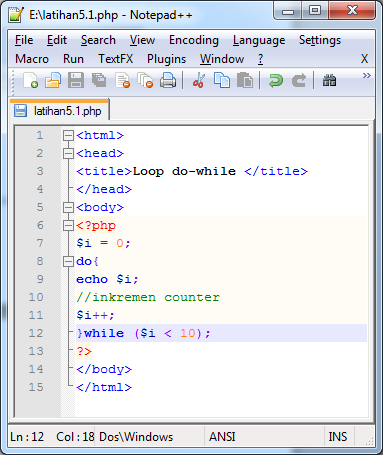 E:\latihan5.1.php - Notepad++
File Edit Search View Encoding Language Settings
Macro Run TextFX Plugins Window ? X
latihan5.1.php
1 <html>
2 <head>
3 <title>Loop do-while </title>
4 </head>
5 <body>
6 <?php
7 $i = 0;
8 do{
9 echo $i;
10 //inkremen counter
11 $i++;
12 }while ($i < 10);
13 ?>
14 </body>
15 </html>
Ln : 12 Col : 18 Dos\Windows ANSI INS